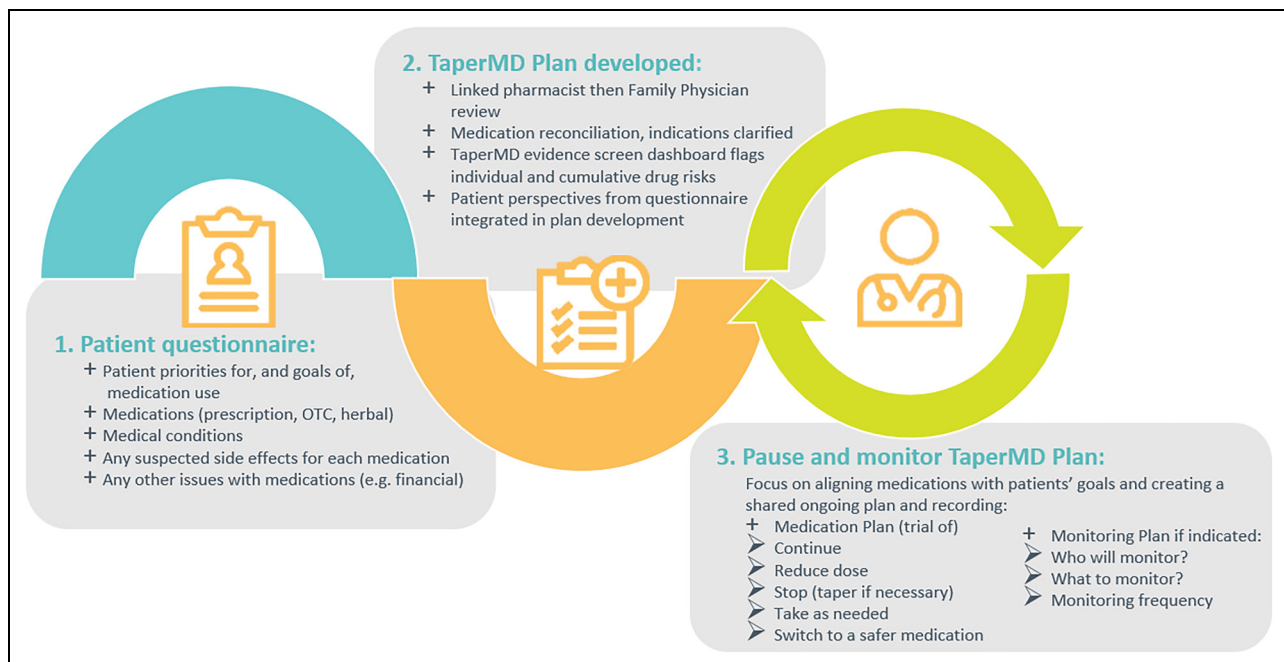 2. TaperMD Plan developed:
+ Linked pharmacist then Family Physician
review
+ Medication reconciliation, indications clarified
+ TaperMD evidence screen dashboard flags
individual and cumulative drug risks
+ Patient perspectives from questionnaire
integrated in plan development
1. Patient questionnaire:
+ Patient priorities for, and goals of,
medication use
+ Medications (prescription, OTC, herbal)
+ Medical conditions
+ Any suspected side effects for each medication
+ Any other issues with medications (e.g. financial)
3. Pause and monitor TaperMD Plan:
Focus on aligning medications with patients’ goals and creating a
shared ongoing plan and recording:
+ Medication Plan (trial of)
➢ Continue
➢ Reduce dose
➢ Stop (taper if necessary)
➢ Take as needed
➢ Switch to a safer medication
+ Monitoring Plan if indicated:
➢ Who will monitor?
➢ What to monitor?
➢ Monitoring frequency